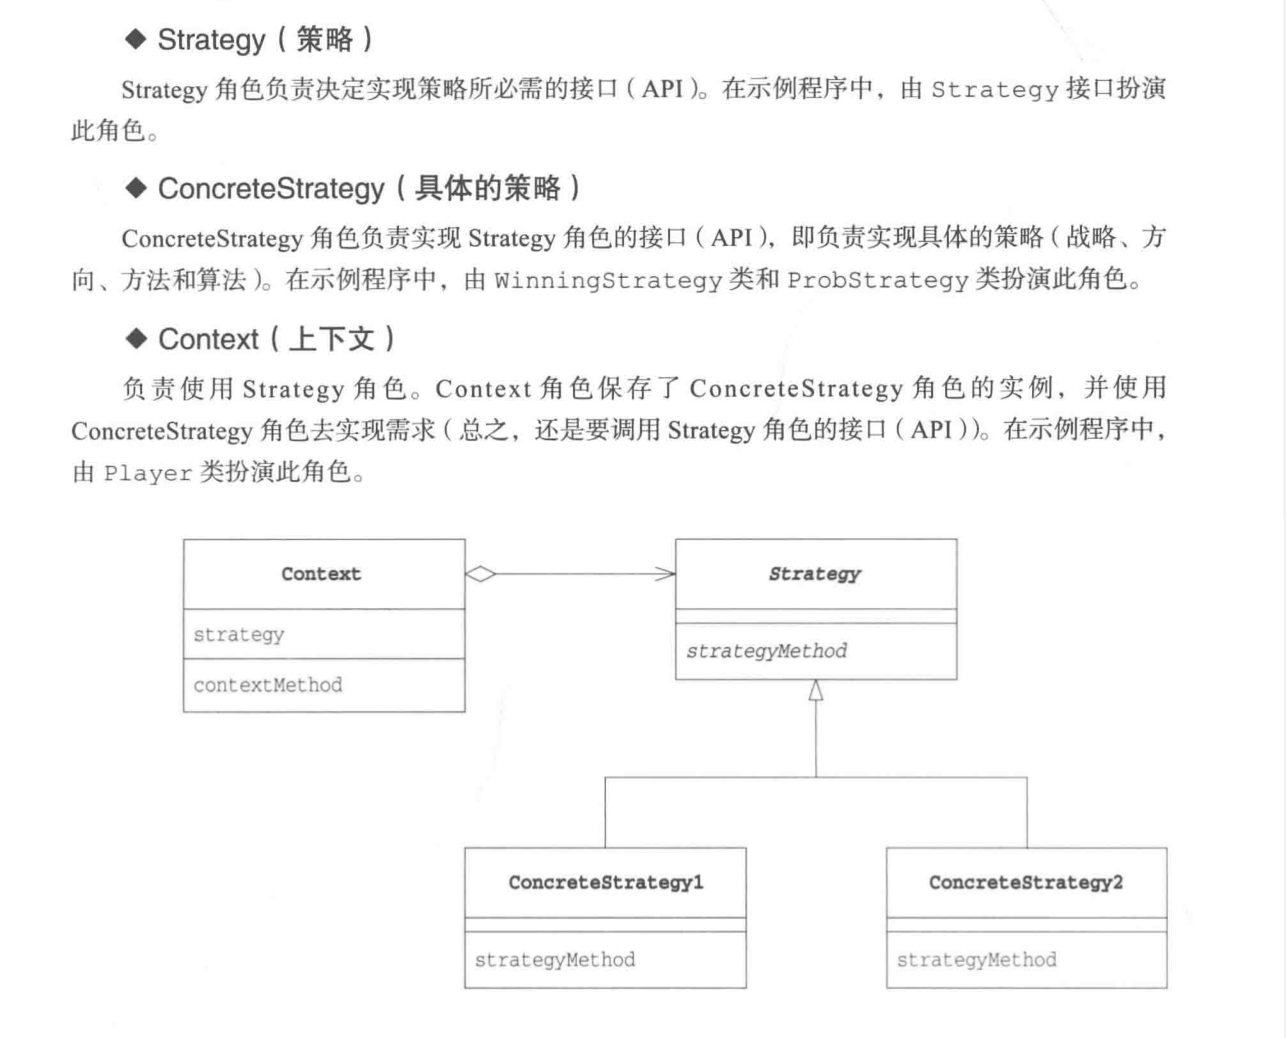 ◆ Strategy（策略）
Strategy 角色负责决定实现策略所必需的接口（API）。在示例程序中，由 Strategy 接口扮演
此角色。
◆ ConcreteStrategy（具体的策略）
ConcreteStrategy 角色负责实现 Strategy 角色的接口（API），即负责实现具体的策略（战略、方
向、方法和算法）。在示例程序中，由 WinningStrategy 类和 ProbStrategy 类扮演此角色。
◆ Context（上下文）
负责使用 Strategy 角色。Context 角色保存了 ConcreteStrategy 角色的实例，并使用
ConcreteStrategy 角色去实现需求（总之，还是要调用 Strategy 角色的接口（API））。在示例程序中，
由 Player 类扮演此角色。
Context
strategy
contextMethod
Strategy
strategyMethod
ConcreteStrategy1
strategyMethod
ConcreteStrategy2
strategyMethod